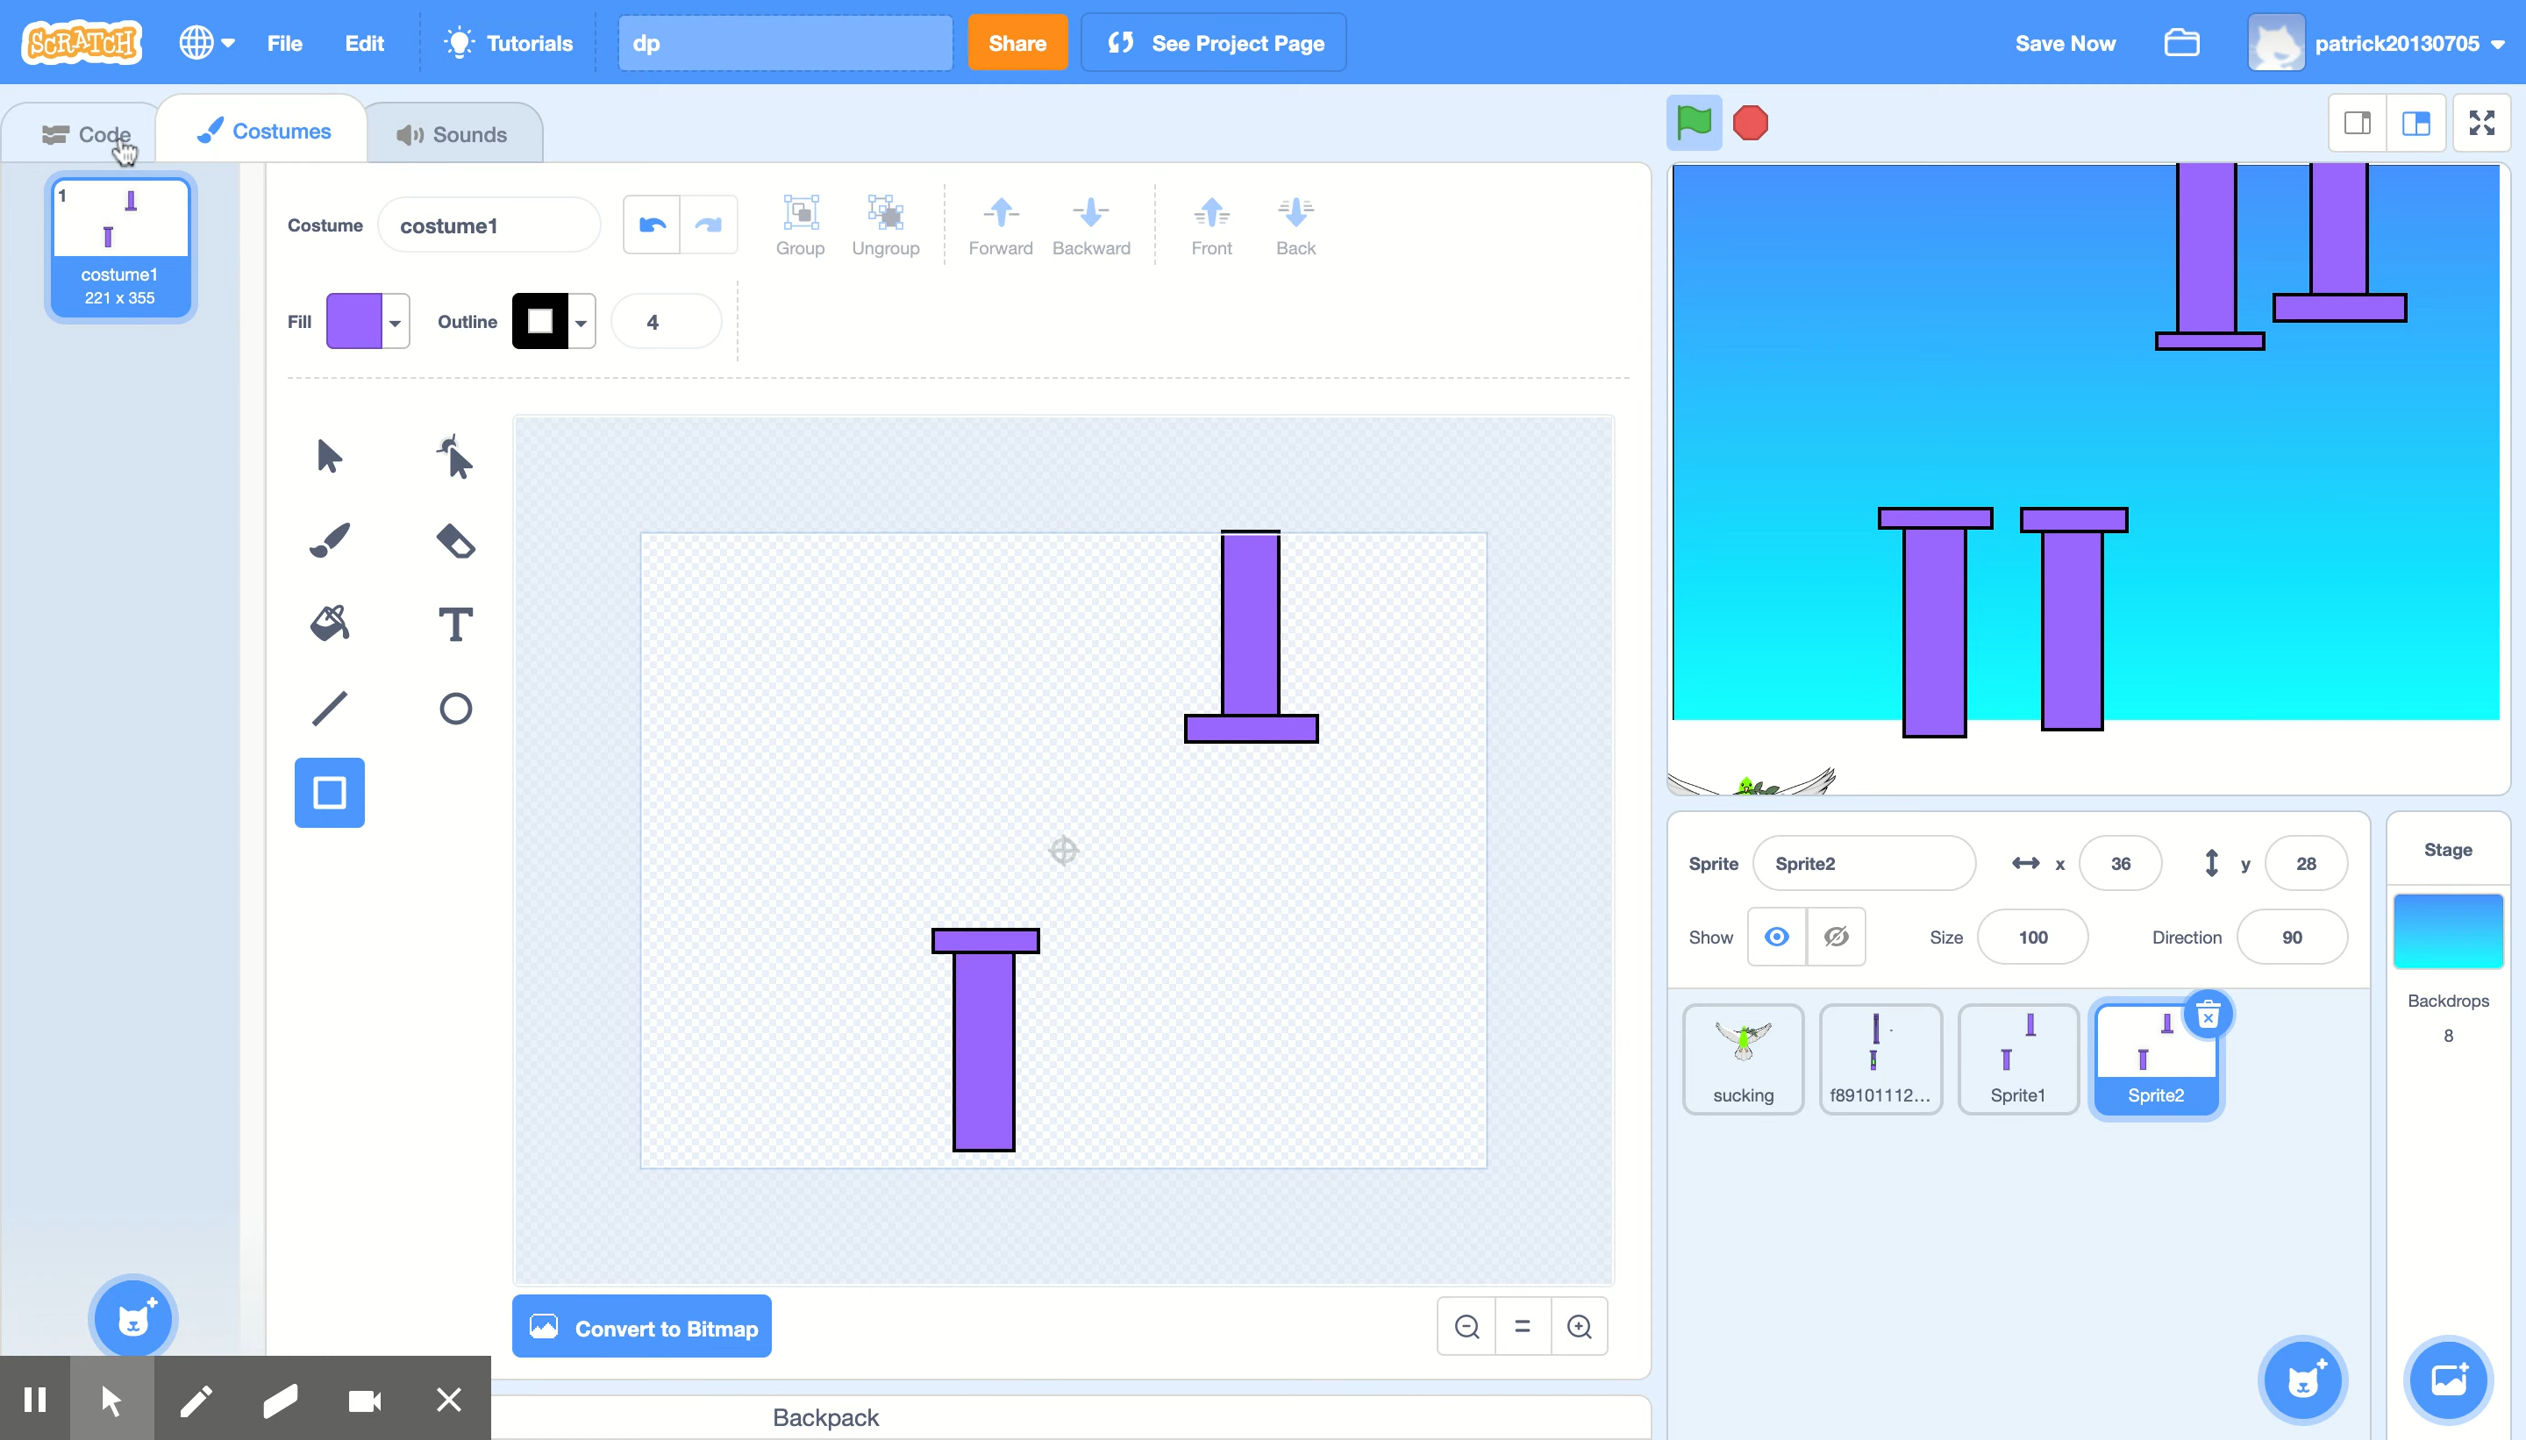 SCRATCH File Edit Tutorials dp Share See Project Page Save Now patrick20130705
Code Costumes Sounds
1
costume1
221 x 355
Costume costume1
Group Ungroup Forward Backward Front Back
Fill Outline 4
Convert to Bitmap
Backpack
Sprite Sprite2 x 36 y 28
Show Size 100 Direction 90
sucking f89101112... Sprite1 Sprite2
Stage
Backdrops
8